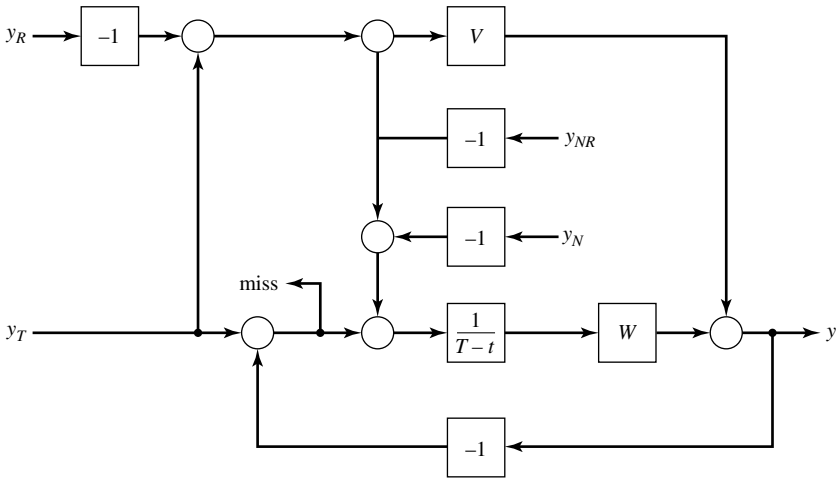 y_R
–1
V
–1
y_NR
–1
y_N
miss
y_T
1
T – t
W
y
–1